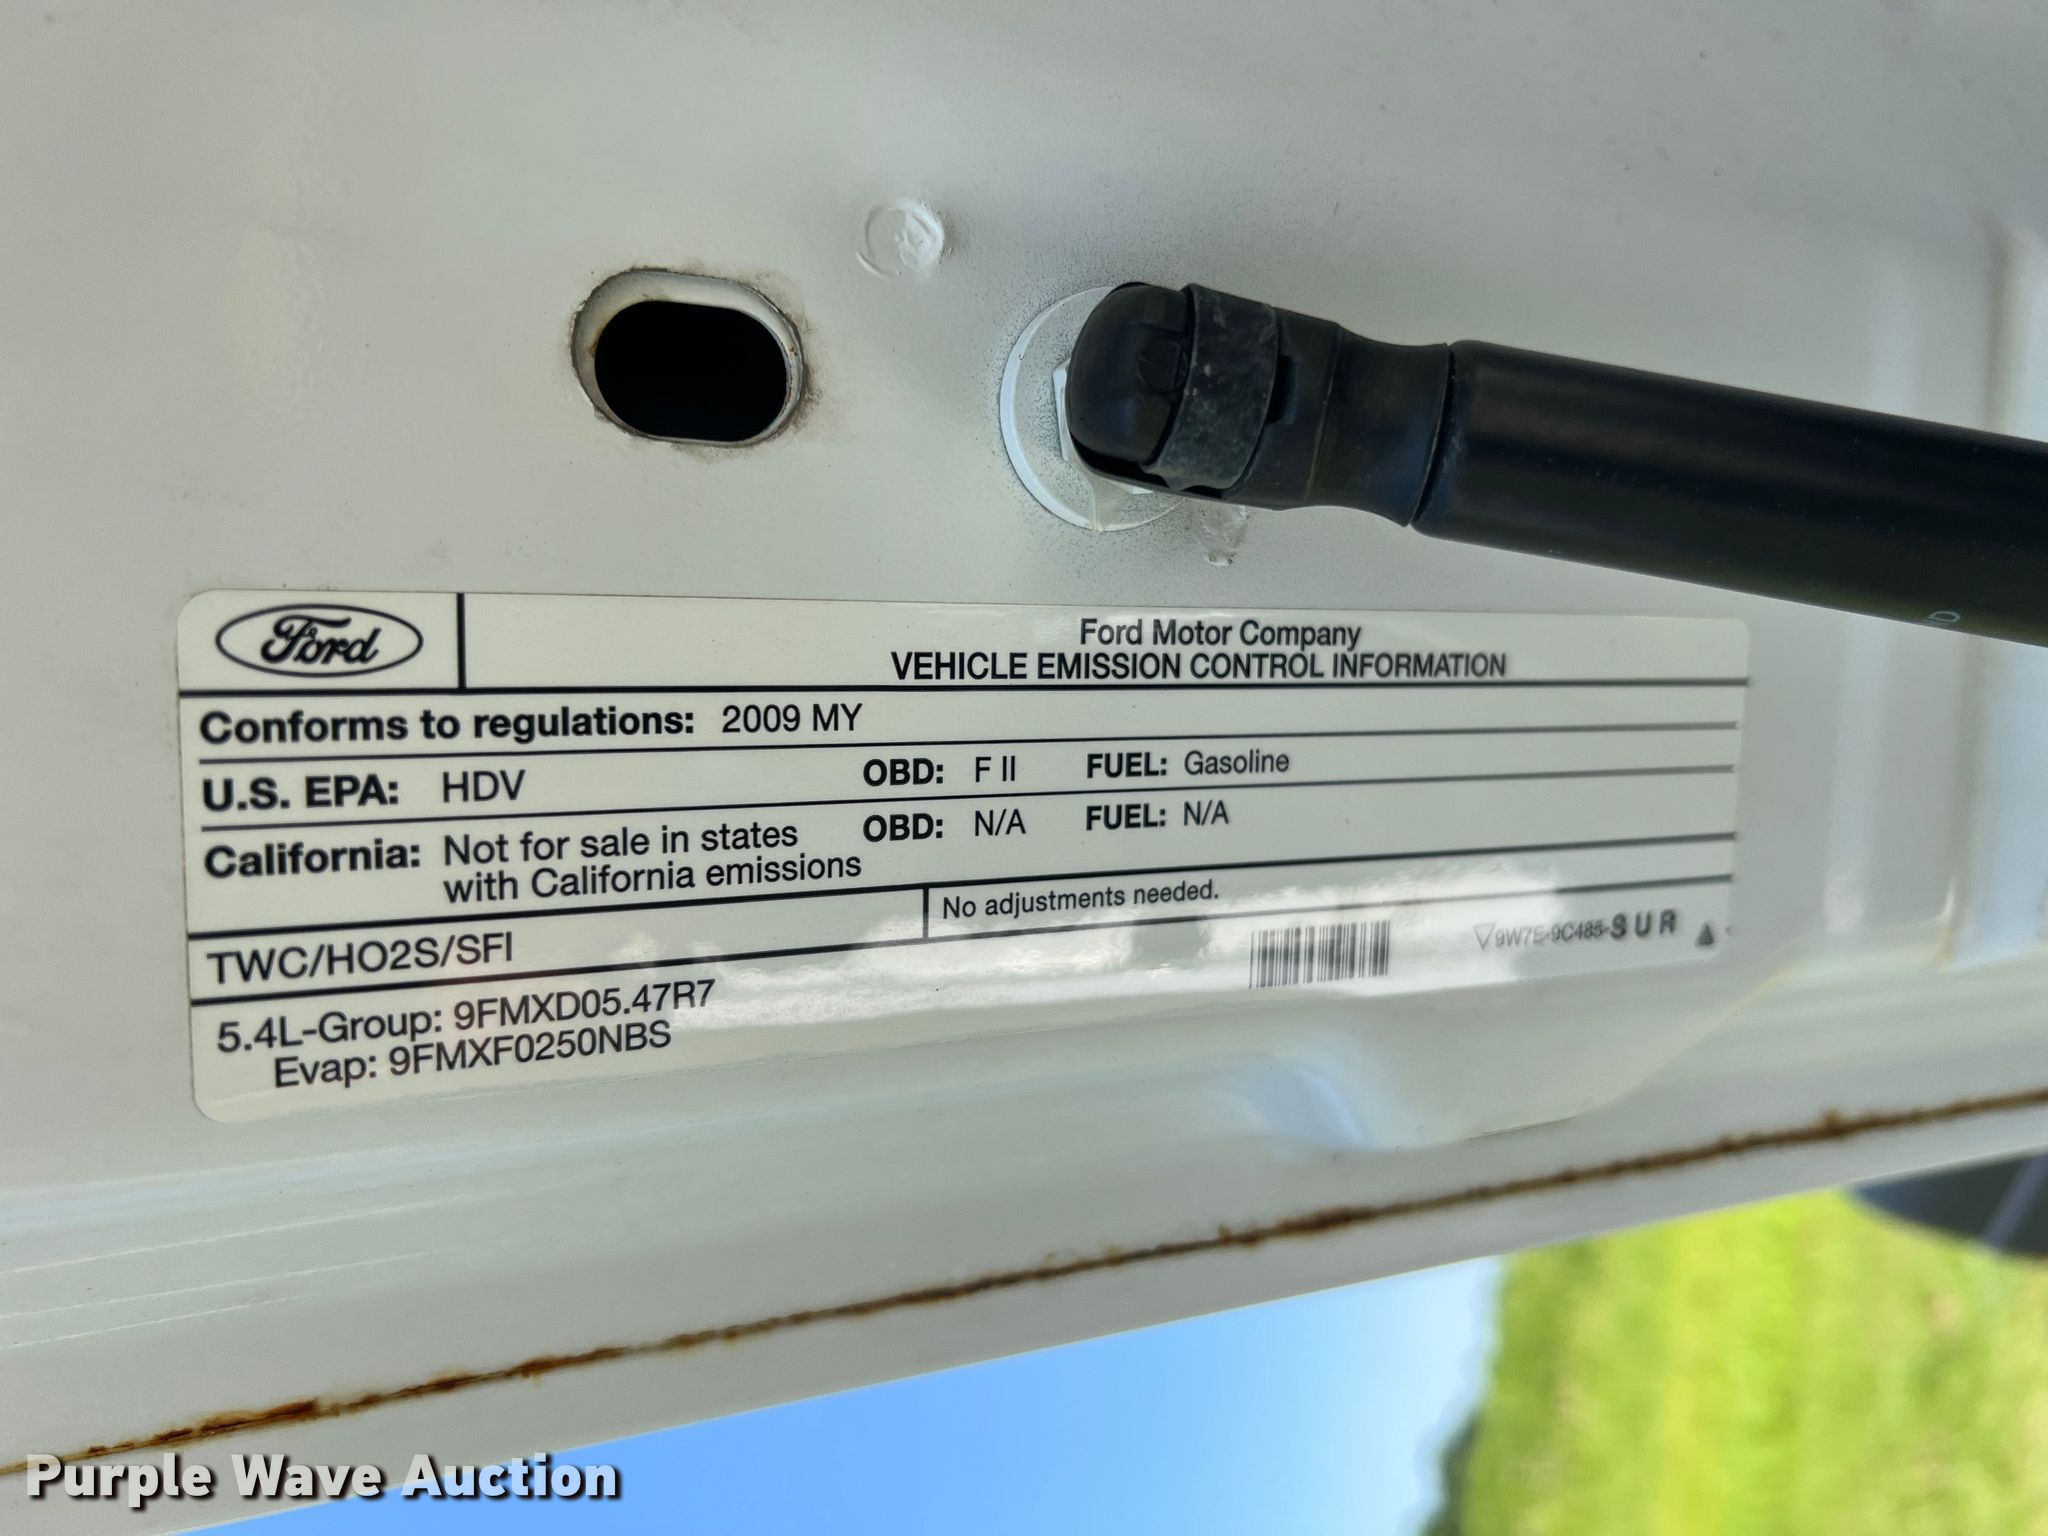 Ford
Ford Motor Company
VEHICLE EMISSION CONTROL INFORMATION
Conforms to regulations: 2009 MY
U.S. EPA: HDV OBD: F II FUEL: Gasoline
California: Not for sale in states with California emissions OBD: N/A FUEL: N/A
TWC/HO2S/SFI No adjustments needed.
9W7E-9C485-SUR
5.4L-Group: 9FMXD05.47R7
Evap: 9FMXF0250NBS
Purple Wave Auction